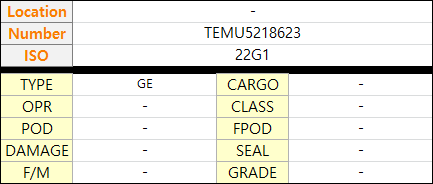 Location -
Number TEMU5218623
ISO 22G1
TYPE GE CARGO -
OPR - CLASS -
POD - FPOD -
DAMAGE - SEAL -
F/M - GRADE -